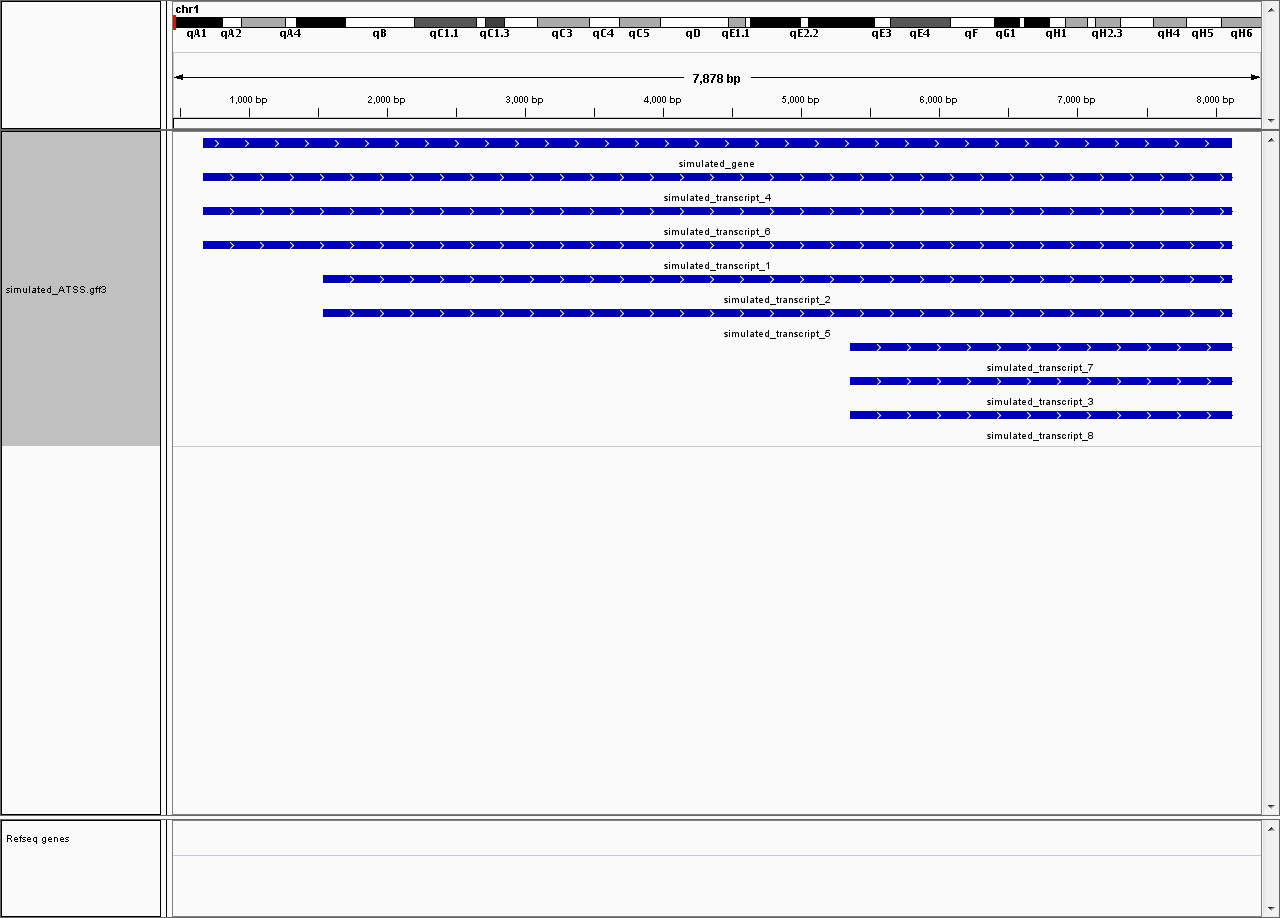 chr1
qA1 qA2 qA4 qB qC1.1 qC1.3 qC3 qC4 qC5 qD qE1.1 qE2.2 qE3 qE4 qF qG1 qH1 qH2.3 qH4 qH5 qH6
7,878 bp
1,000 bp 2,000 bp 3,000 bp 4,000 bp 5,000 bp 6,000 bp 7,000 bp 8,000 bp
simulated_gene
simulated_transcript_4
simulated_transcript_6
simulated_transcript_1
simulated_ATSS.gff3
simulated_transcript_2
simulated_transcript_5
simulated_transcript_7
simulated_transcript_3
simulated_transcript_8
Refseq genes